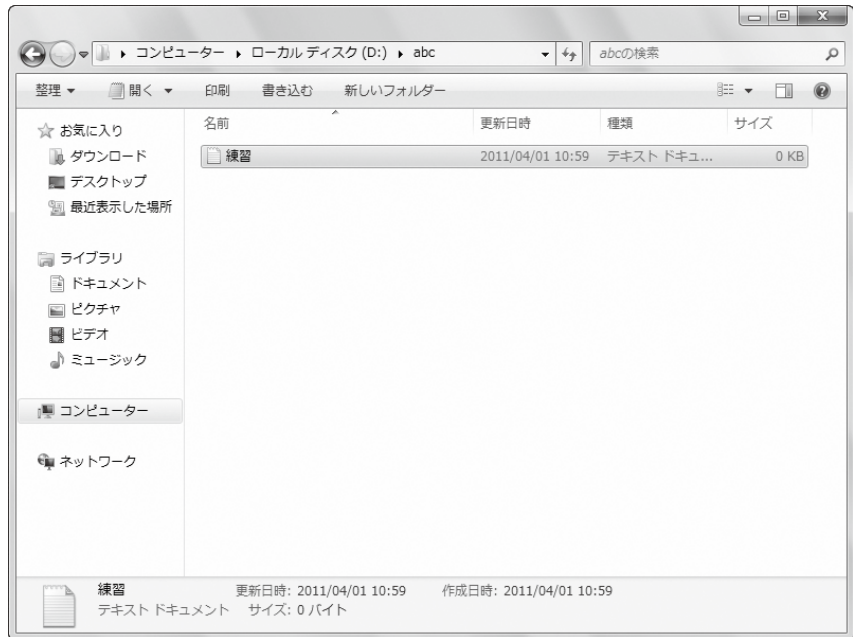 コンピューター ローカル ディスク (D:) abc abcの検索
整理 開く 印刷 書き込む 新しいフォルダー
お気に入り
ダウンロード
デスクトップ
最近表示した場所
ライブラリ
ドキュメント
ピクチャ
ビデオ
ミュージック
コンピューター
ネットワーク
名前 更新日時 種類 サイズ
練習 2011/04/01 10:59 テキスト ドキュ... 0 KB
練習 更新日時: 2011/04/01 10:59 作成日時: 2011/04/01 10:59
テキスト ドキュメント サイズ: 0 バイト